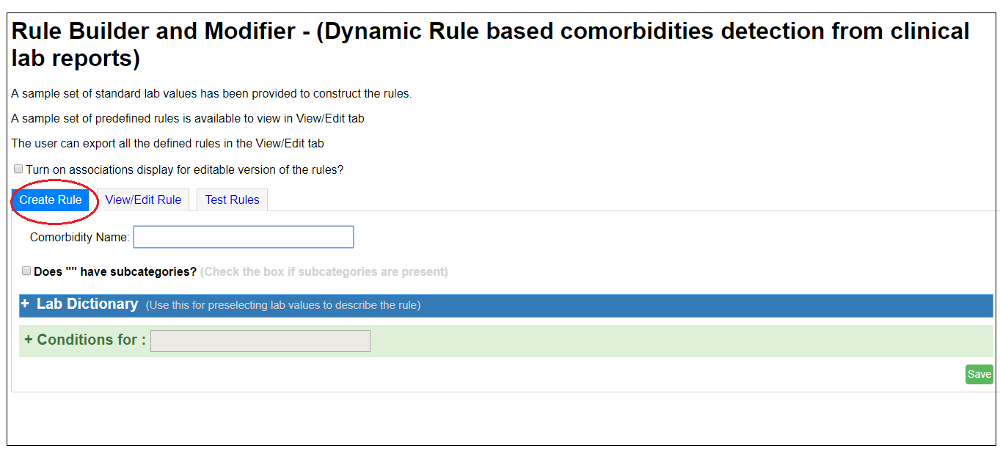 Rule Builder and Modifier - (Dynamic Rule based comorbidities detection from clinical
lab reports)
A sample set of standard lab values has been provided to construct the rules.
A sample set of predefined rules is available to view in View/Edit tab
The user can export all the defined rules in the View/Edit tab
Turn on associations display for editable version of the rules?
Create Rule View/Edit Rule Test Rules
Comorbidity Name:
Does "" have subcategories? (Check the box if subcategories are present)
+ Lab Dictionary (Use this for preselecting lab values to describe the rule)
+ Conditions for :
Save